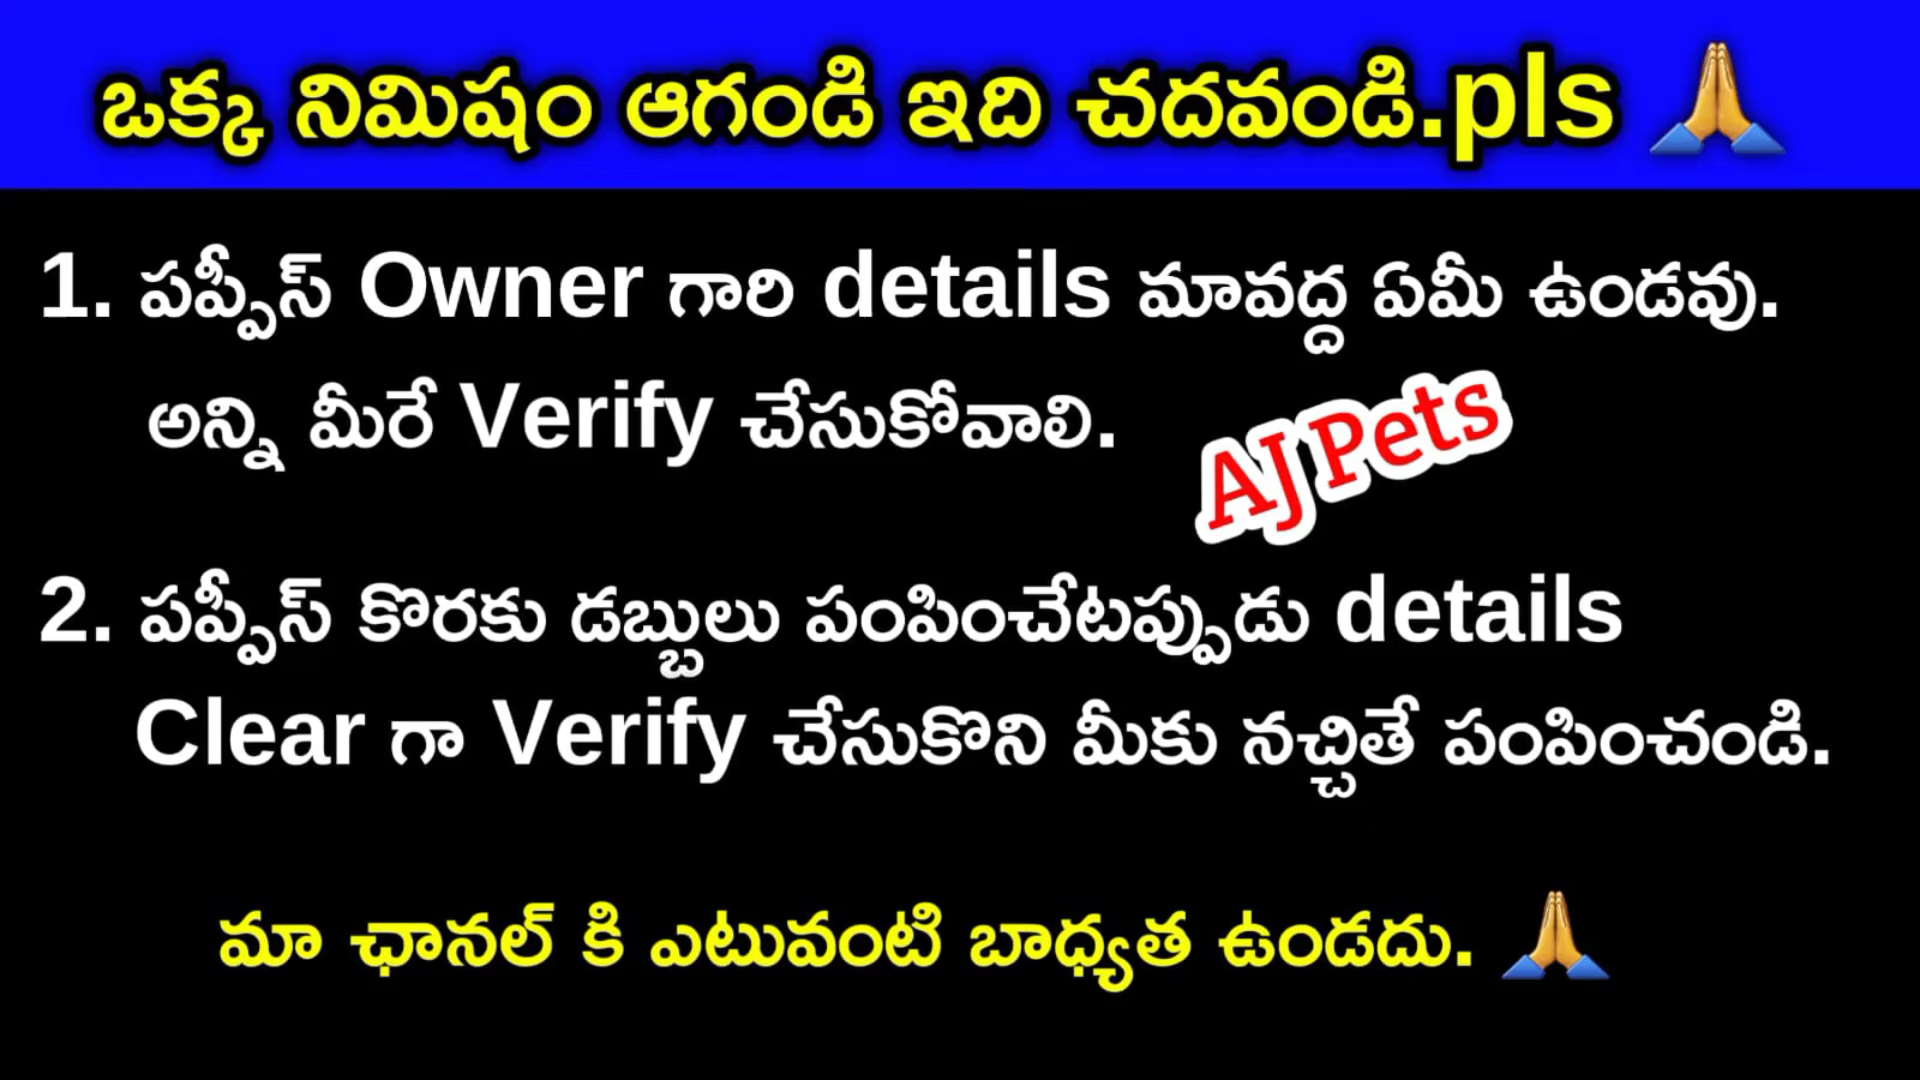 ఒక్క నిమిషం ఆగండి ఇది చదవండి.pls 🙏
1. పప్పీస్ Owner గారి details మావద్ద ఏమీ ఉండవు.
అన్ని మీరే Verify చేసుకోవాలి.
AJ Pets
2. పప్పీస్ కొరకు డబ్బులు పంపించేటప్పుడు details
Clear గా Verify చేసుకొని మీకు నచ్చితే పంపించండి.
మా ఛానల్ కి ఎటువంటి బాధ్యత ఉండదు. 🙏